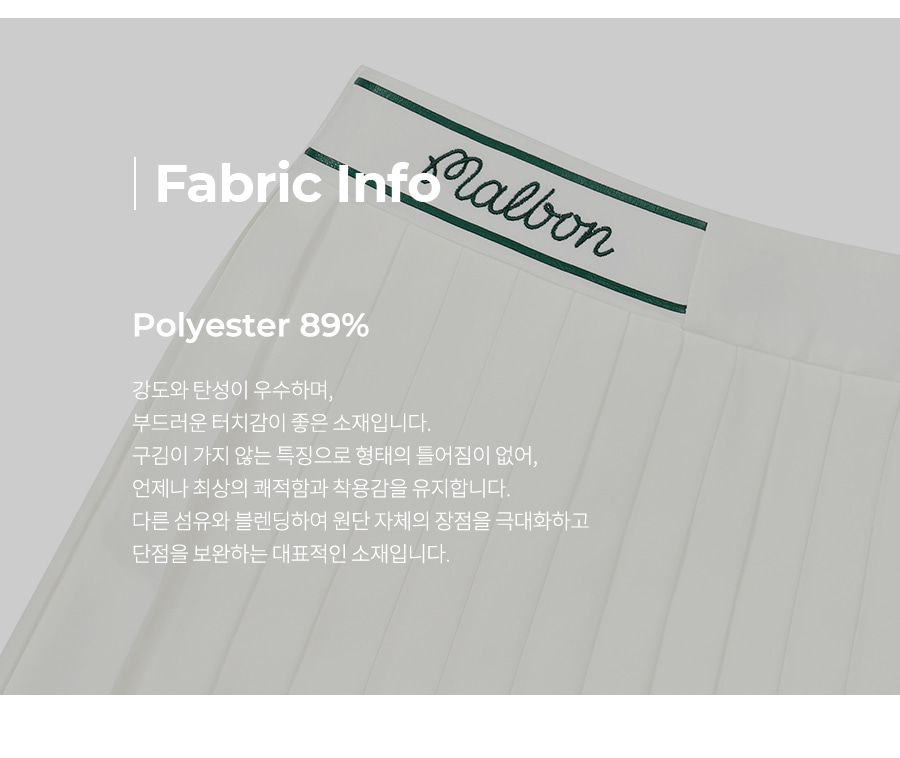 Malbon
Fabric Info
Polyester 89%
강도와 탄성이 우수하며,
부드러운 터치감이 좋은 소재입니다.
구김이 가지 않는 특징으로 형태의 틀어짐이 없어,
언제나 최상의 쾌적함과 착용감을 유지합니다.
다른 섬유와 블렌딩하여 원단 자체의 장점을 극대화하고
단점을 보완하는 대표적인 소재입니다.